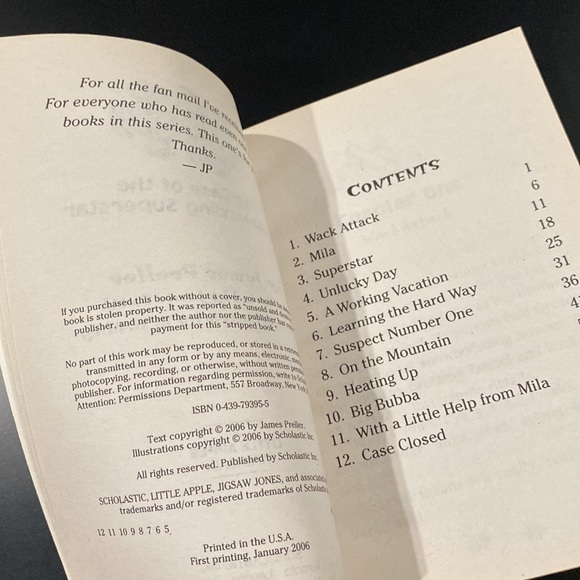 For all the fan mail I've
For everyone who has read even
books in this series. This one's
Thanks.
— JP
If you purchased this book without a cover, you should be
book is stolen property. It was reported as "unsold and
publisher, and neither the author nor the publisher has
payment for this "stripped book."
No part of this work may be reproduced, or stored in a
transmitted in any form or by any means, electronic,
photocopying, recording, or otherwise, without written
publisher. For information regarding permission, write to
Attention: Permissions Department, 557 Broadway, New
ISBN 0-439-79395-5
Text copyright © 2006 by James Preller.
Illustrations copyright © 2006 by Scholastic Inc.
All rights reserved. Published by Scholastic Inc.
SCHOLASTIC, LITTLE APPLE, JIGSAW JONES, and
trademarks and/or registered trademarks of
12 11 10 9 8 7 6 5
Printed in the U.S.A.
First printing, January 2006
CONTENTS
1. Wack Attack 1
2. Mila 6
3. Superstar 11
4. Unlucky Day 18
5. A Working Vacation 25
6. Learning the Hard Way 31
7. Suspect Number One 36
8. On the Mountain
9. Heating Up
10. Big Bubba
11. With a Little Help from Mila
12. Case Closed